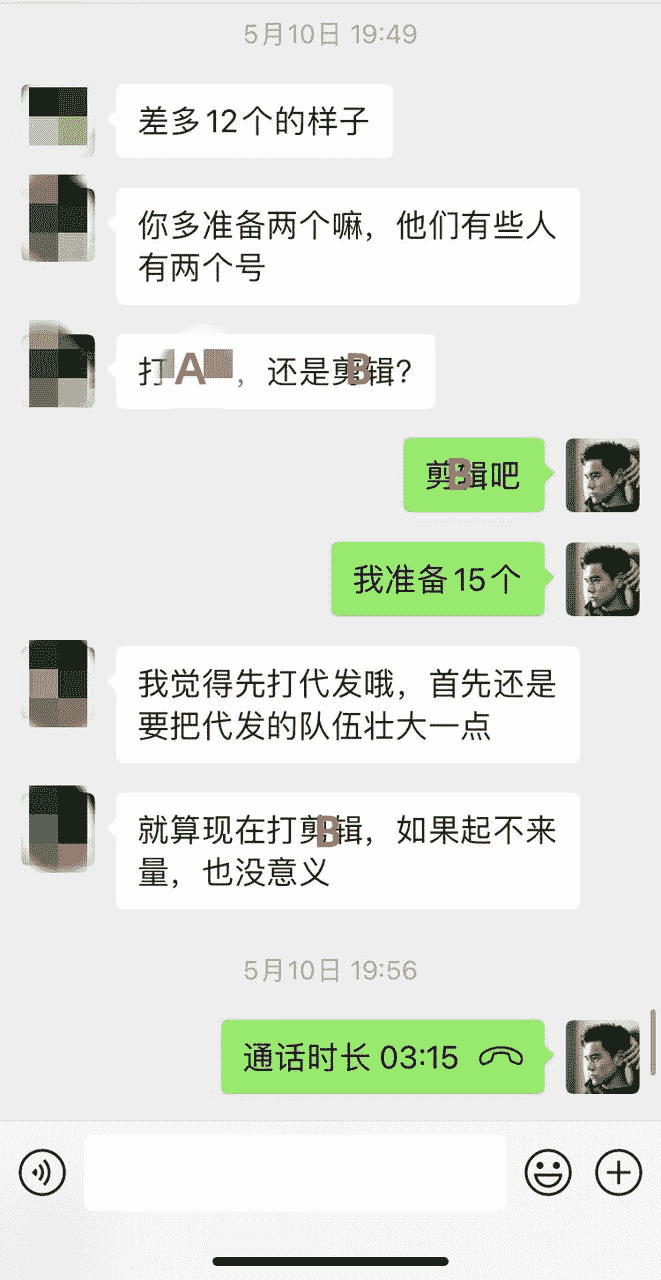 5月10日 19:49
差多12个的样子
你多准备两个嘛，他们有些人
有两个号
打 A ，还是剪辑?
B
剪辑吧
B
我准备15个
我觉得先打代发哦，首先还是
要把代发的队伍壮大一点
就算现在打剪辑，如果起不来
B
量，也没意义
5月10日 19:56
通话时长 03:15